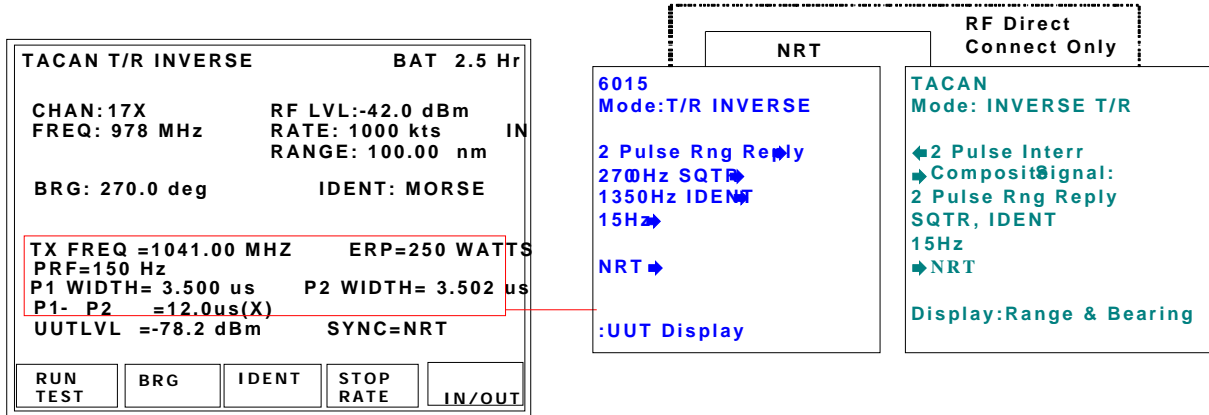 RF Direct
Connect Only
NRT
TACAN T/R INVERSE BAT 2.5 Hr
CHAN:17X RF LVL:-42.0 dBm
FREQ: 978 MHz RATE: 1000 kts IN
RANGE: 100.00 nm
BRG: 270.0 deg IDENT: MORSE
TX FREQ =1041.00 MHZ ERP=250 WATTS
PRF=150 Hz
P1 WIDTH= 3.500 us P2 WIDTH= 3.502 us
P1- P2 =12.0us(X)
UUTLVL =-78.2 dBm SYNC=NRT
RUN TEST
BRG
IDENT
STOP RATE
IN/OUT
6015
Mode:T/R INVERSE
2 Pulse Rng Reply
2700Hz SQTR
1350Hz IDENT
15Hz
NRT
:UUT Display
TACAN
Mode: INVERSE T/R
2 Pulse Interr
Composite Signal:
2 Pulse Rng Reply
SQTR, IDENT
15Hz
NRT
Display:Range & Bearing